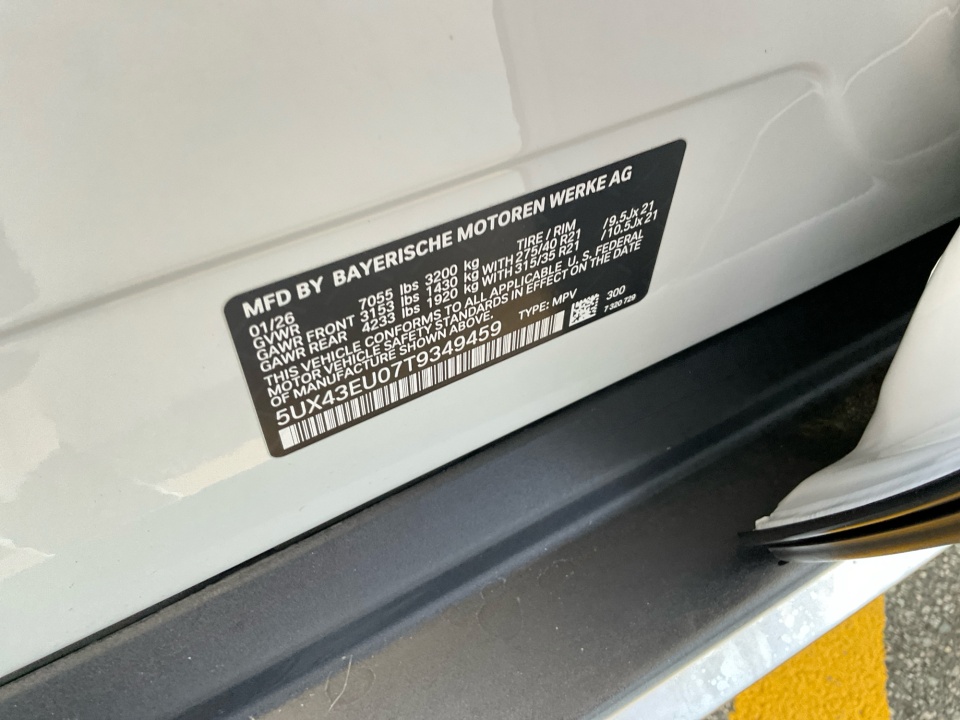 MFD BY BAYERISCHE MOTOREN WERKE AG
01/26 TIRE / RIM
GVWR 7055 lbs 3200 kg
GAWR FRONT 3153 lbs 1430 kg WITH 275/40 R21 /9.5Jx21
GAWR REAR 4233 lbs 1920 kg WITH 315/35 R21 /10.5Jx21
THIS VEHICLE CONFORMS TO ALL APPLICABLE U. S. FEDERAL
MOTOR VEHICLE SAFETY STANDARDS IN EFFECT ON THE DATE
OF MANUFACTURE SHOWN ABOVE.
5UX43EU07T9349459 TYPE: MPV 300
7 320 729